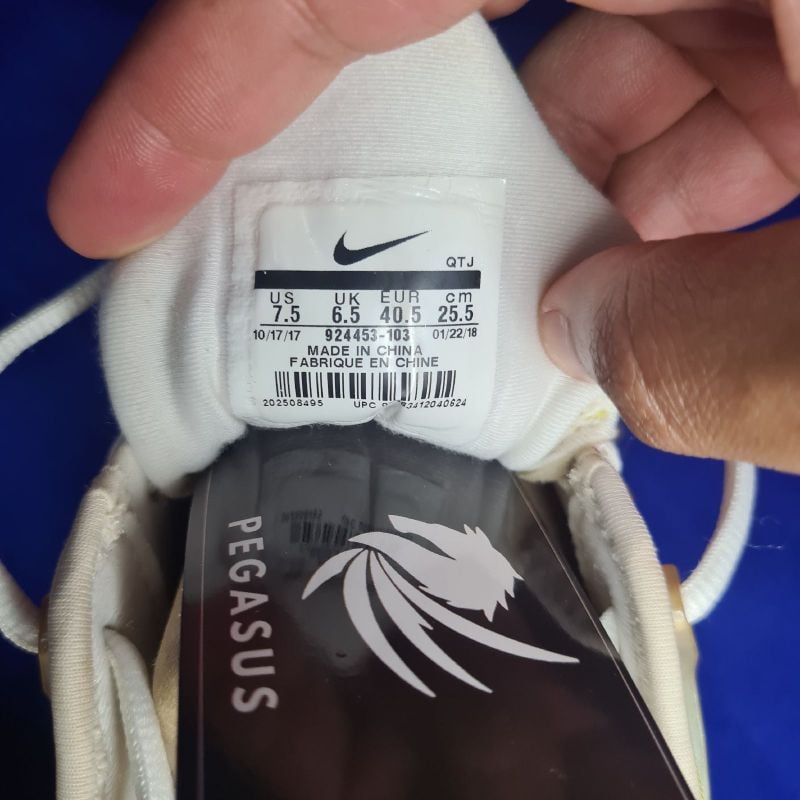 QTJ
US UK EUR cm
7.5 6.5 40.5 25.5
10/17/17 924453-103 01/22/18
MADE IN CHINA
FABRIQUE EN CHINE
202508495 UPC
PEGASUS